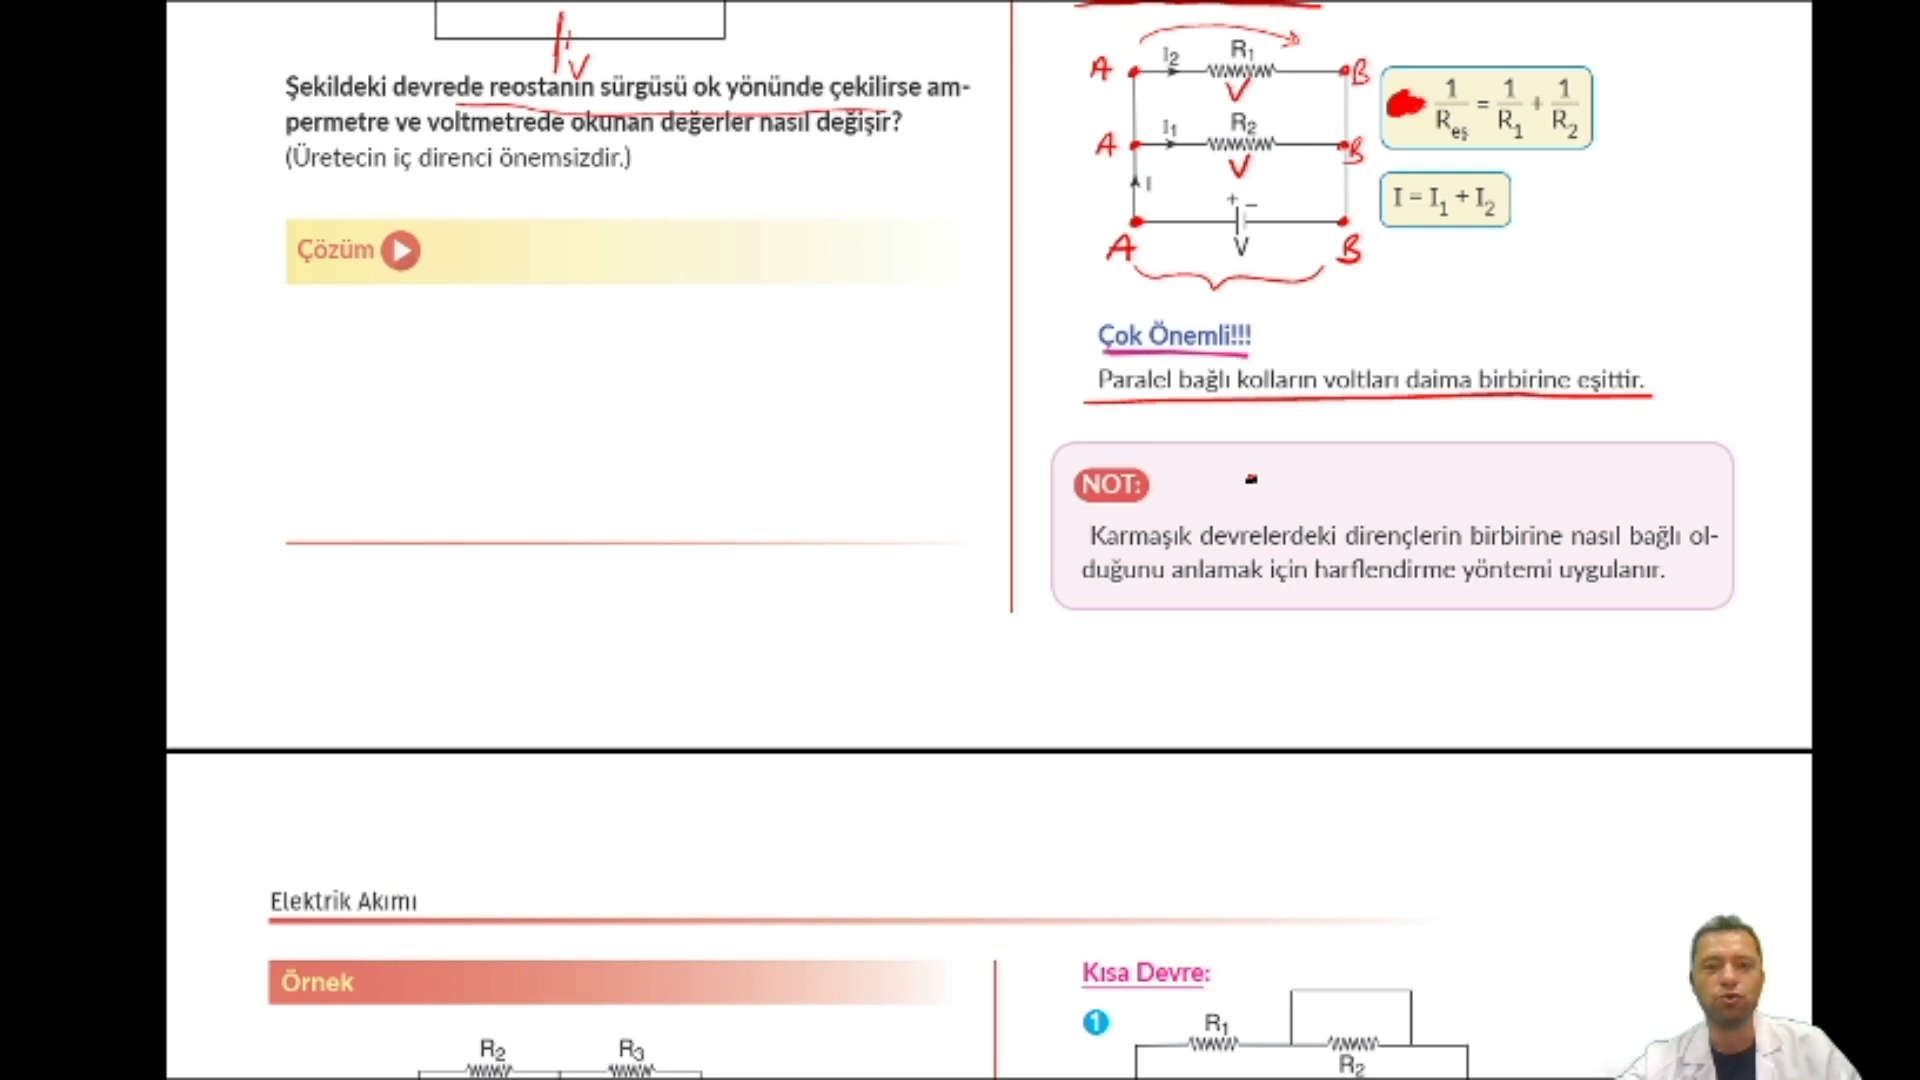 V
Şekildeki devrede reostanın sürgüsü ok yönünde çekilirse am-
permetre ve voltmetrede okunan değerler nasıl değişir?
(Üretecin iç direnci önemsizdir.)
Çözüm
A I2 R1 B
V
A I1 R2 B
V
I
+ -
A V B
1/Reş = 1/R1 + 1/R2
I = I1 + I2
Çok Önemli!!!
Paralel bağlı kolların voltları daima birbirine eşittir.
NOT:
Karmaşık devrelerdeki dirençlerin birbirine nasıl bağlı ol-
duğunu anlamak için harflendirme yöntemi uygulanır.
Elektrik Akımı
Örnek
R2 R3
Kısa Devre:
1
R1
R2